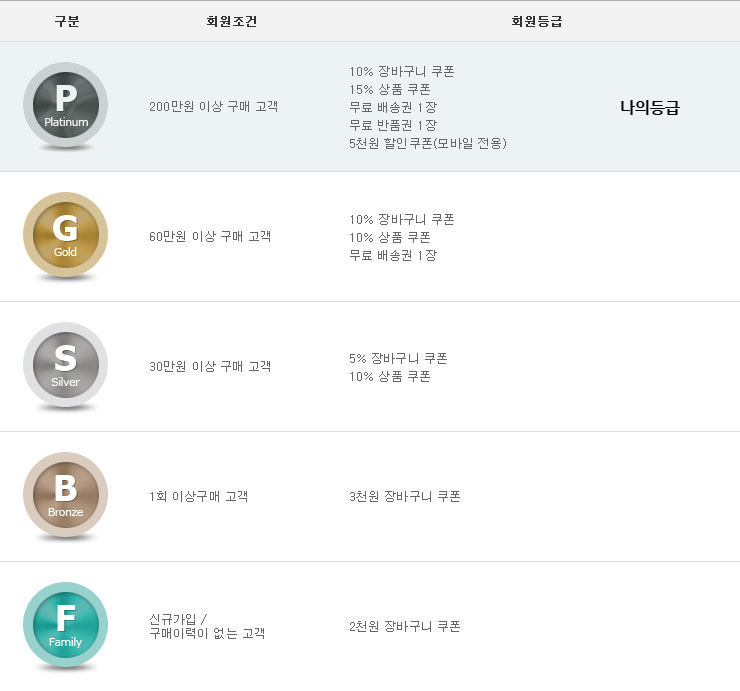 구분 회원조건 회원등급
P
Platinum
200만원 이상 구매 고객
10% 장바구니 쿠폰
15% 상품 쿠폰
무료 배송권 1장
무료 반품권 1장
5천원 할인쿠폰(모바일 전용)
나의등급
G
Gold
60만원 이상 구매 고객
10% 장바구니 쿠폰
10% 상품 쿠폰
무료 배송권 1장
S
Silver
30만원 이상 구매 고객
5% 장바구니 쿠폰
10% 상품 쿠폰
B
Bronze
1회 이상구매 고객
3천원 장바구니 쿠폰
F
Family
신규가입 /
구매이력이 없는 고객
2천원 장바구니 쿠폰